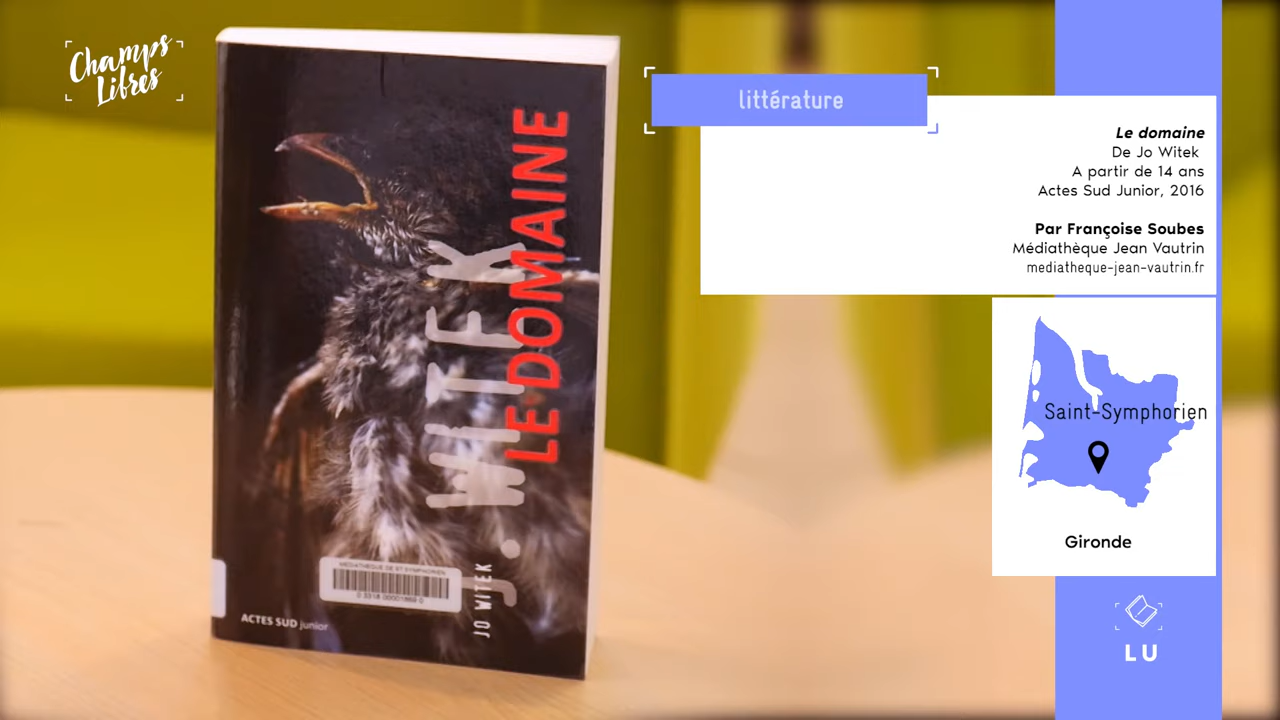 Champs
Libres
LE DOMAINE
J. WITEK
JO WITEK
MEDIATHEQUE DE ST SYMPHORIEN
ACTES SUD junior
littérature
Le domaine
De Jo Witek
A partir de 14 ans
Actes Sud Junior, 2016
Par Françoise Soubes
Médiathèque Jean Vautrin
mediatheque-jean-vautrin.fr
Saint-Symphorien
Gironde
LU